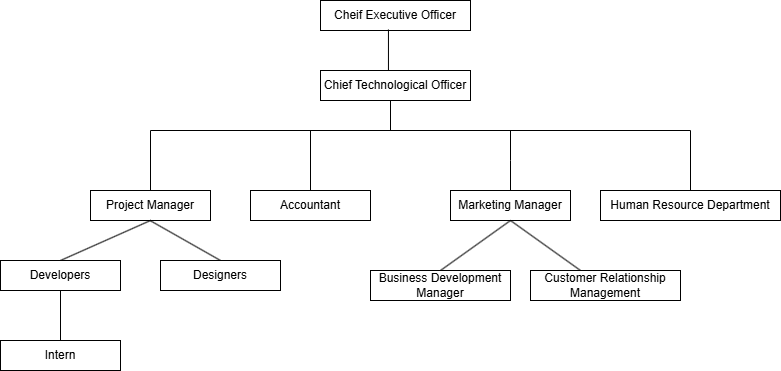 Cheif Executive Officer
Chief Technological Officer
Project Manager
Accountant
Marketing Manager
Human Resource Department
Developers
Designers
Business Development
Manager
Customer Relationship
Management
Intern